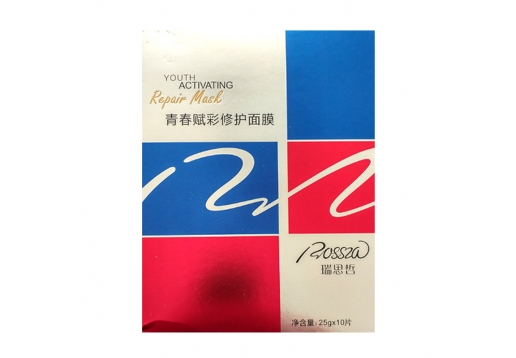 YOUTH
ACTIVATING
Repair Mask
青春赋彩修护面膜
Rossza
瑞思哲
净含量: 25gx10片